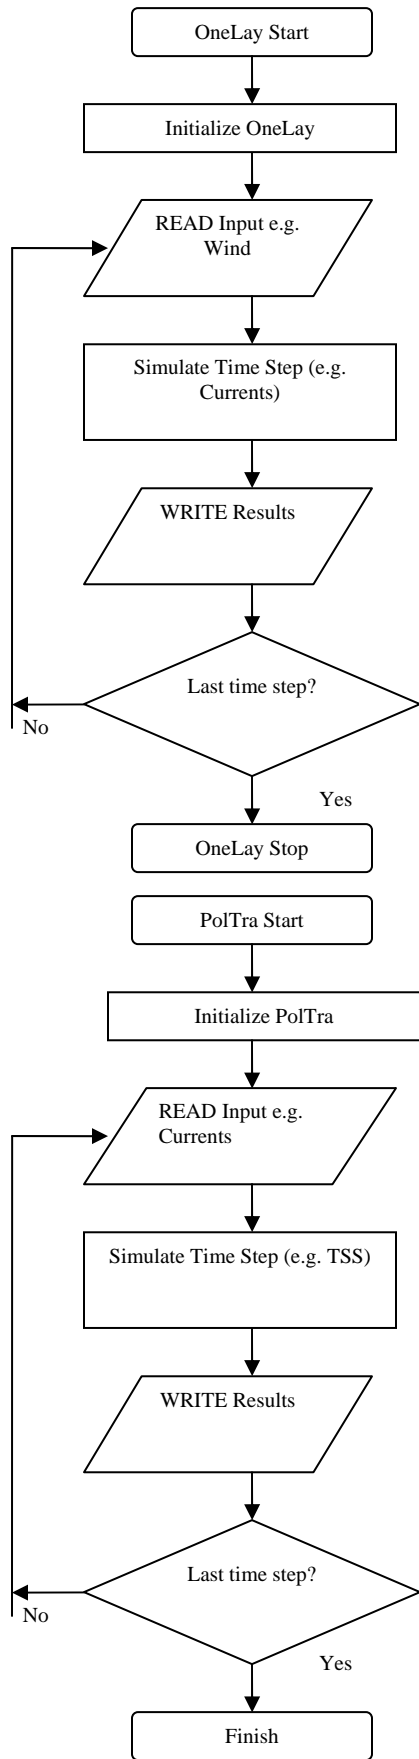 OneLay Start
Initialize OneLay
READ Input e.g.
Wind
Simulate Time Step (e.g.
Currents)
WRITE Results
Last time step?
No
Yes
OneLay Stop
PolTra Start
Initialize PolTra
READ Input e.g.
Currents
Simulate Time Step (e.g. TSS)
WRITE Results
Last time step?
No
Yes
Finish